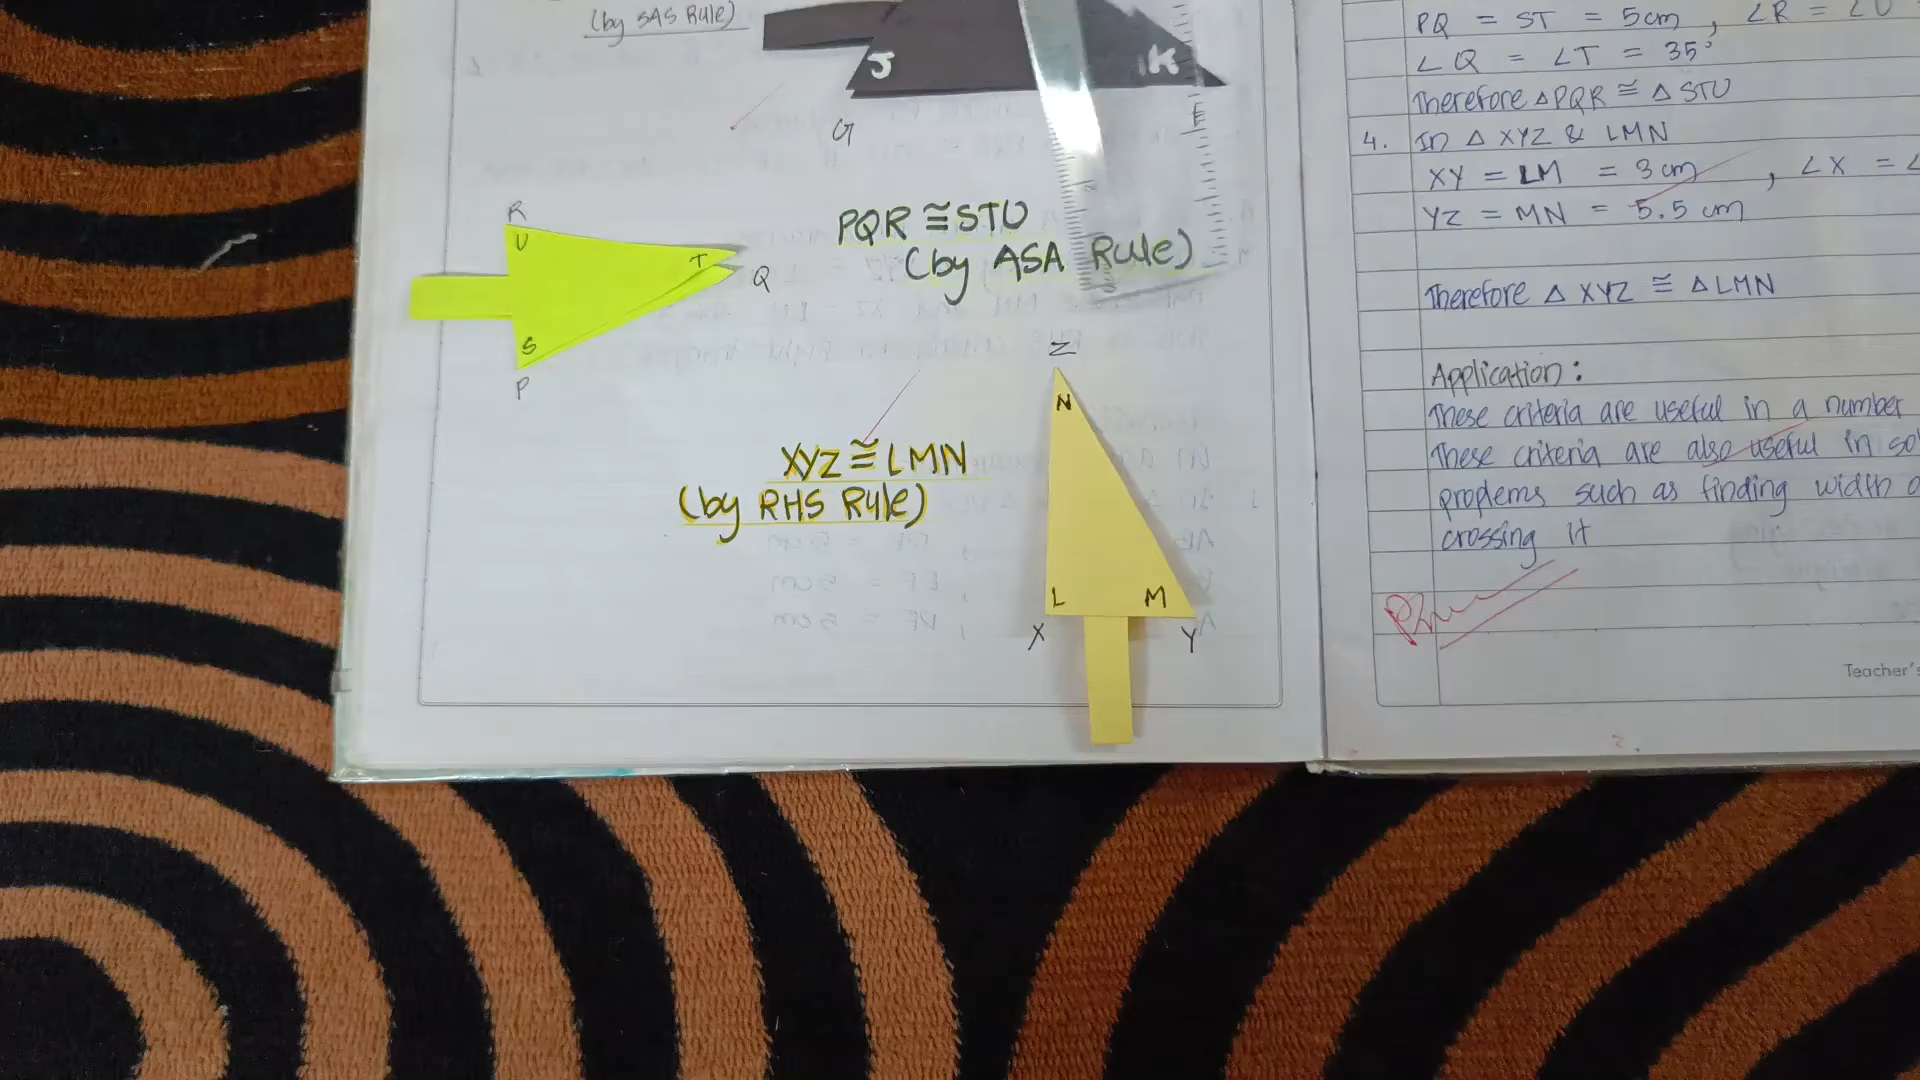 (by SAS Rule)
J
K
G
R
U
T
Q
S
P
PQR ≅ STU
(by ASA Rule)
Z
N
XYZ ≅ LMN
(by RHS Rule)
L M
X Y
PQ = ST = 5cm , ∠R = ∠U
∠Q = ∠T = 35°
Therefore △PQR ≅ △STU
4. In △ XYZ & LMN
XY = LM = 3 cm , ∠X = ∠
YZ = MN = 5.5 cm
Therefore △ XYZ ≅ △LMN
Application :
These criteria are useful in a number
These criteria are also useful in
proplems such as finding width
crossing it
Teacher's
2.